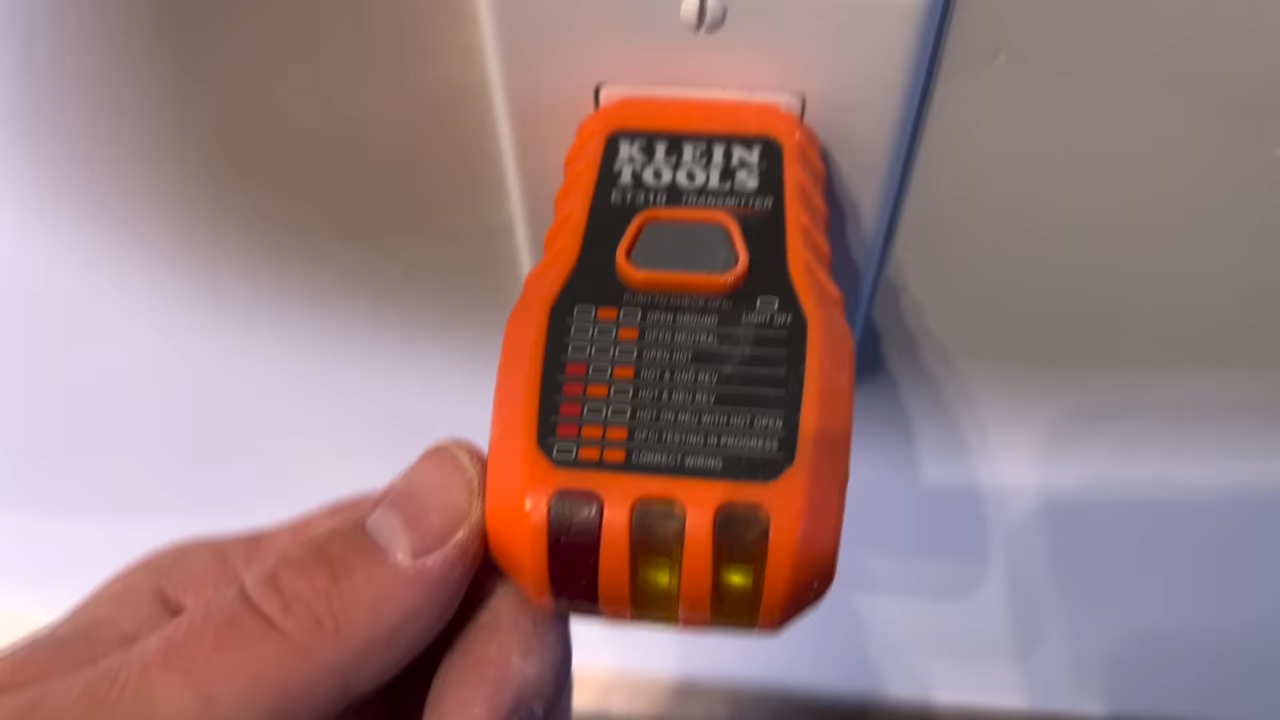 KLEIN
TOOLS
ET310 TRANSMITTER
PUSH TO CHECK GFCI
LIGHT OFF
OPEN GROUND
OPEN NEUTRAL
OPEN HOT
HOT & GND REV
HOT & NEU REV
HOT ON NEU WITH HOT OPEN
GFCI TESTING IN PROGRESS
CORRECT WIRING